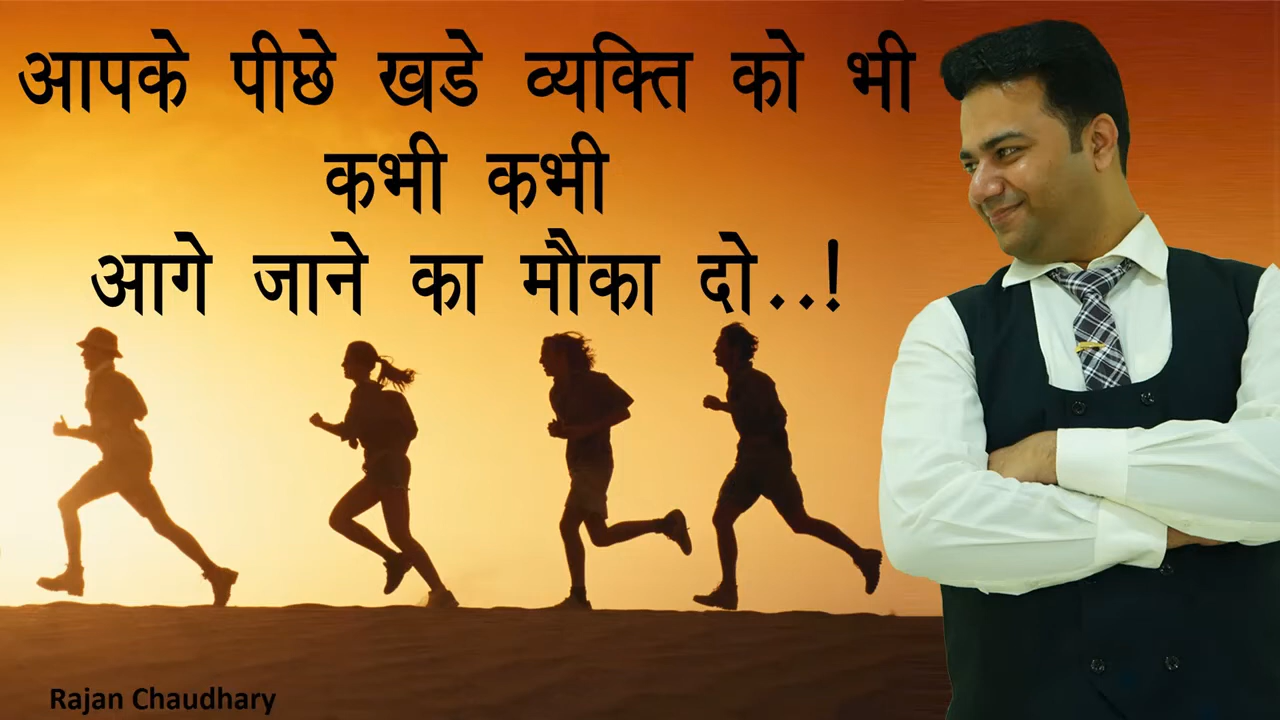 आपके पीछे खडे व्यक्ति को भी
कभी कभी
आगे जाने का मौका दो..!
Rajan Chaudhary